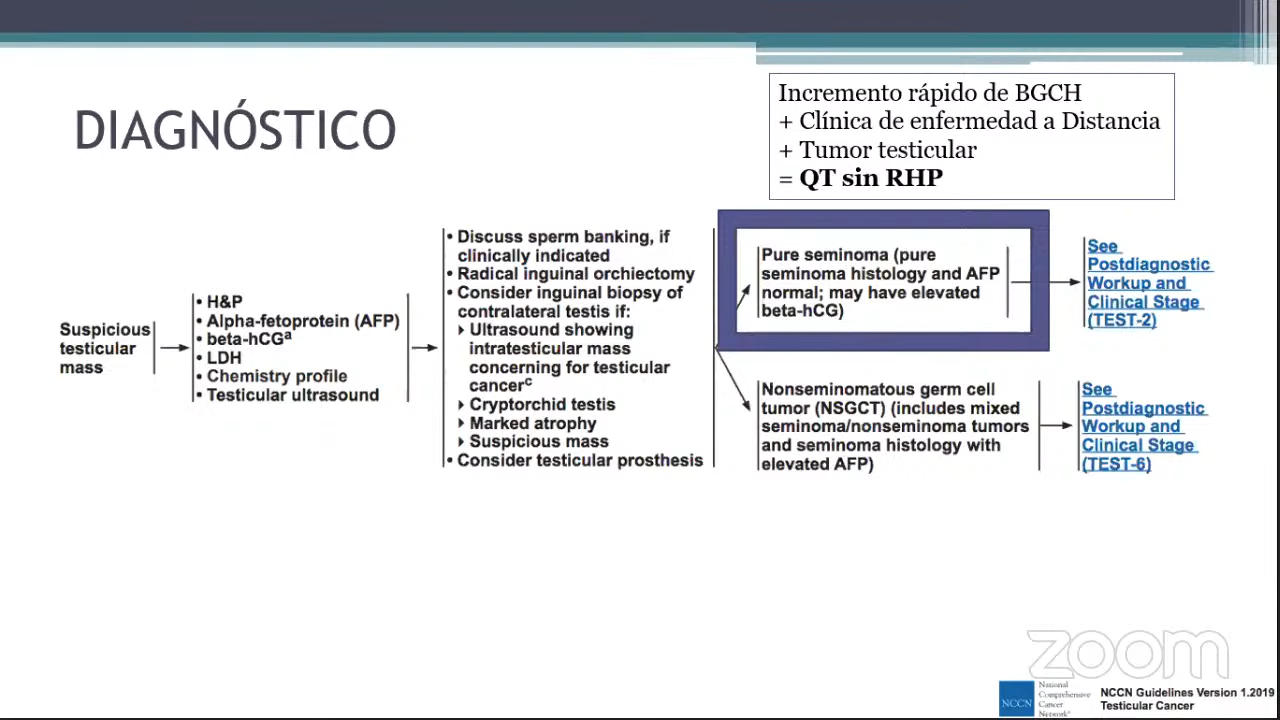 DIAGNÓSTICO
Incremento rápido de BGCH
+ Clínica de enfermedad a Distancia
+ Tumor testicular
= QT sin RHP
Suspicious
testicular
mass
• H&P
• Alpha-fetoprotein (AFP)
• beta-hCGa
• LDH
• Chemistry profile
• Testicular ultrasound
• Discuss sperm banking, if
clinically indicated
• Radical inguinal orchiectomy
• Consider inguinal biopsy of
contralateral testis if:
Ultrasound showing
intratesticular mass
concerning for testicular
cancerc
Cryptorchid testis
Marked atrophy
Suspicious mass
• Consider testicular prosthesis
Pure seminoma (pure
seminoma histology and AFP
normal; may have elevated
beta-hCG)
See
Postdiagnostic
Workup and
Clinical Stage
(TEST-2)
Nonseminomatous germ cell
tumor (NSGCT) (includes mixed
seminoma/nonseminoma tumors
and seminoma histology with
elevated AFP)
See
Postdiagnostic
Workup and
Clinical Stage
(TEST-6)
zoom
NCCN
National
Comprehensive
Cancer
Network®
NCCN Guidelines Version 1.2019
Testicular Cancer